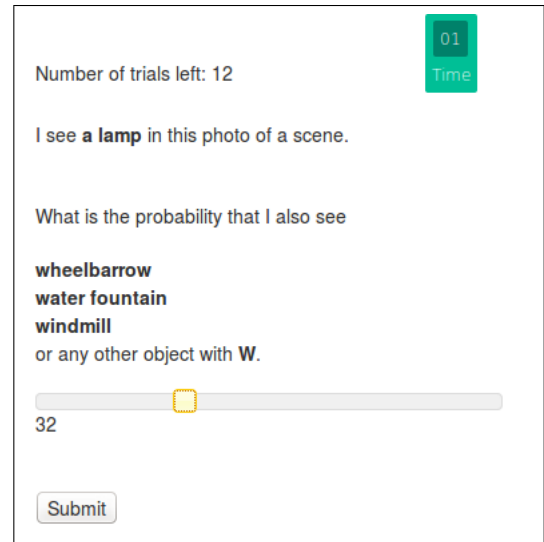 01
Time
Number of trials left: 12
I see a lamp in this photo of a scene.
What is the probability that I also see
wheelbarrow
water fountain
windmill
or any other object with W.
32
Submit